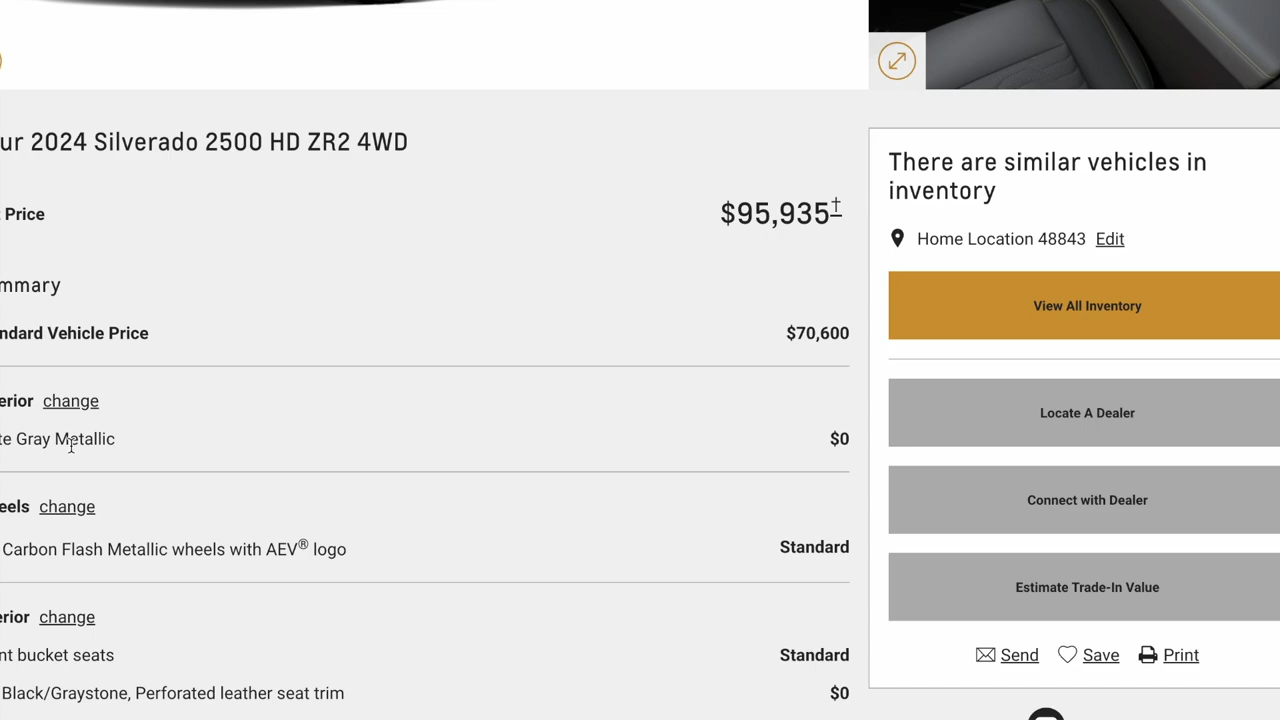 ur 2024 Silverado 2500 HD ZR2 4WD
Price
$95,935†
mmary
ndard Vehicle Price
$70,600
erior change
te Gray Metallic
$0
eels change
Carbon Flash Metallic wheels with AEV® logo
Standard
erior change
nt bucket seats
Standard
Black/Graystone, Perforated leather seat trim
$0
There are similar vehicles in
inventory
Home Location 48843 Edit
View All Inventory
Locate A Dealer
Connect with Dealer
Estimate Trade-In Value
Send Save Print